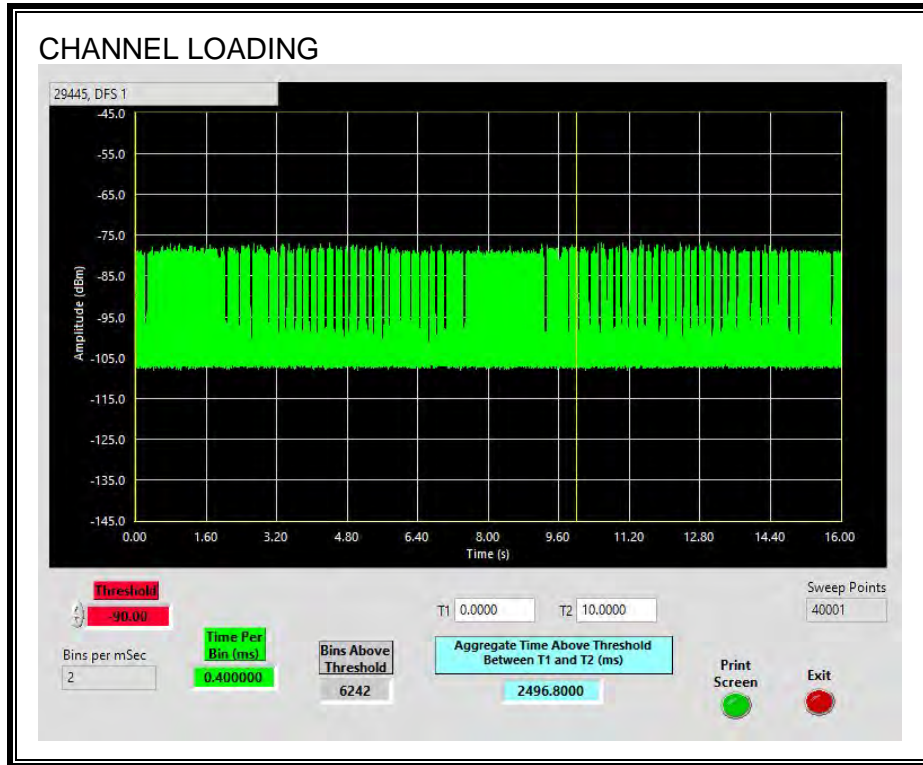 CHANNEL LOADING
29445, DFS 1
-45.0
-55.0
-65.0
-75.0
-85.0
-95.0
-105.0
-115.0
-125.0
-135.0
-145.0
Amplitude (dBm)
0.00 1.60 3.20 4.80 6.40 8.00 9.60 11.20 12.80 14.40 16.00
Time (s)
Threshold
-90.00
Bins per mSec
2
Time Per
Bin (ms)
0.400000
Bins Above
Threshold
6242
T1 0.0000 T2 10.0000
Aggregate Time Above Threshold
Between T1 and T2 (ms)
2496.8000
Sweep Points
40001
Print
Screen
Exit